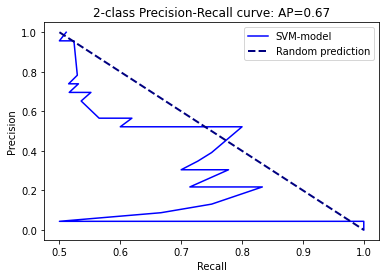 2-class Precision-Recall curve: AP=0.67
SVM-model
Random prediction
Precision
1.0
0.8
0.6
0.4
0.2
0.0
0.5
0.6
0.7
0.8
0.9
1.0
Recall